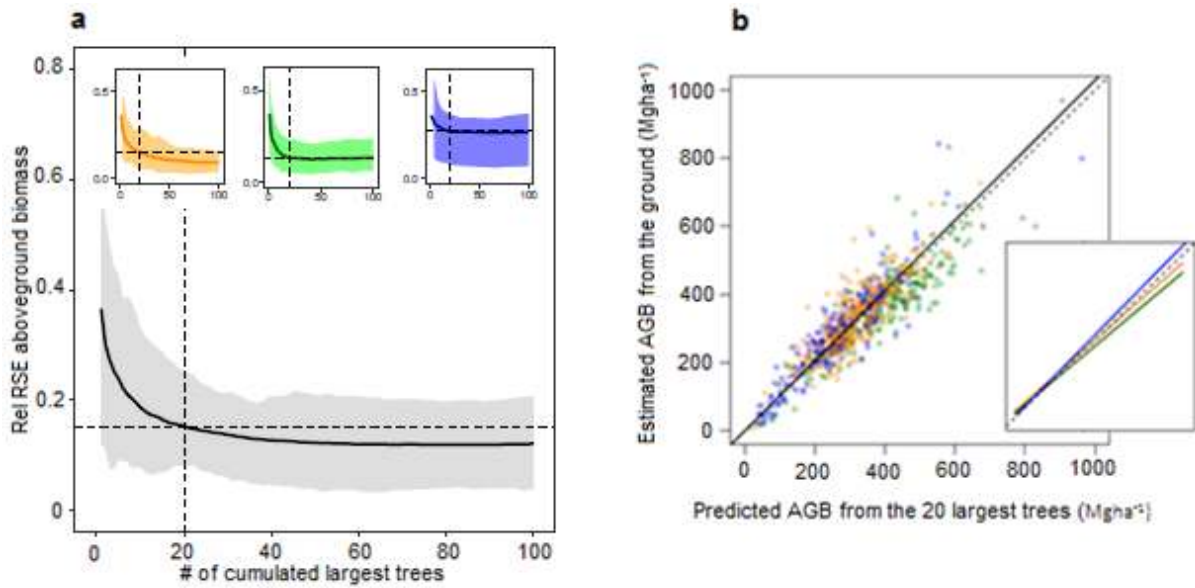 a
b
Rel RSE aboveground biomass
0.8
0.6
0.4
0.2
0
0.5
0.0
0 50 100
0.5
0.0
0 50 100
0.5
0.0
0 50 100
0 20 40 60 80 100
# of cumulated largest trees
Estimated AGB from the ground (Mgha⁻¹)
1000
800
600
400
200
0
0 200 400 600 800 1000
Predicted AGB from the 20 largest trees (Mgha⁻¹)